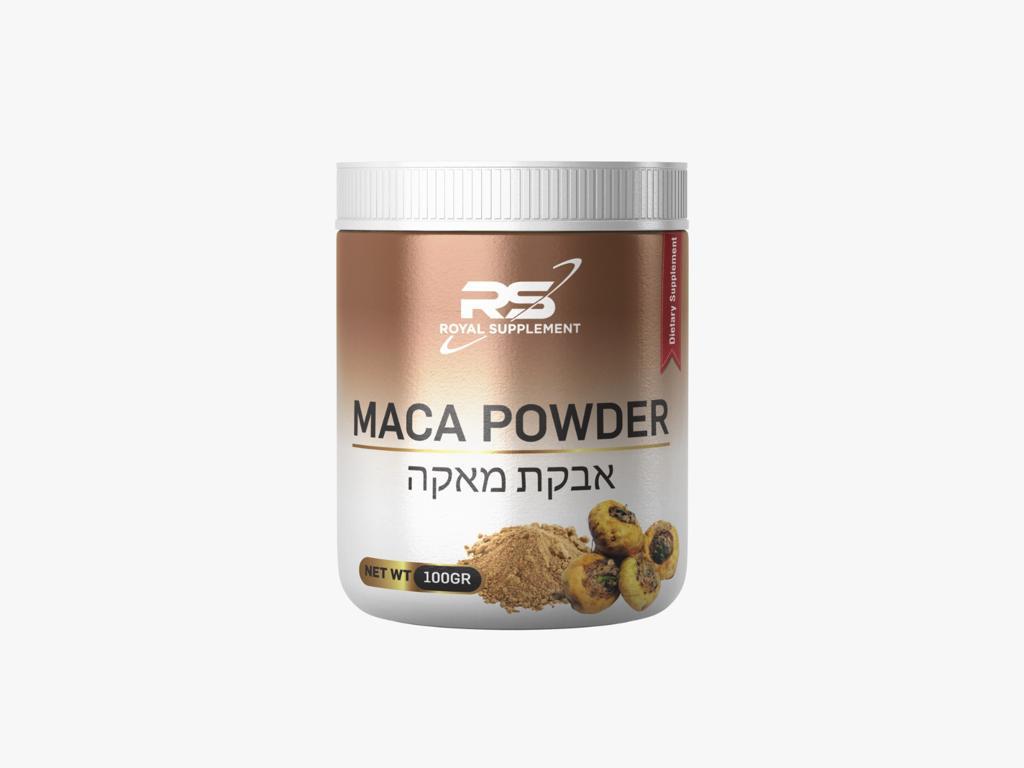 RS
ROYAL SUPPLEMENT
Dietary Supplement
MACA POWDER
אבקת מאקה
NET WT 100GR